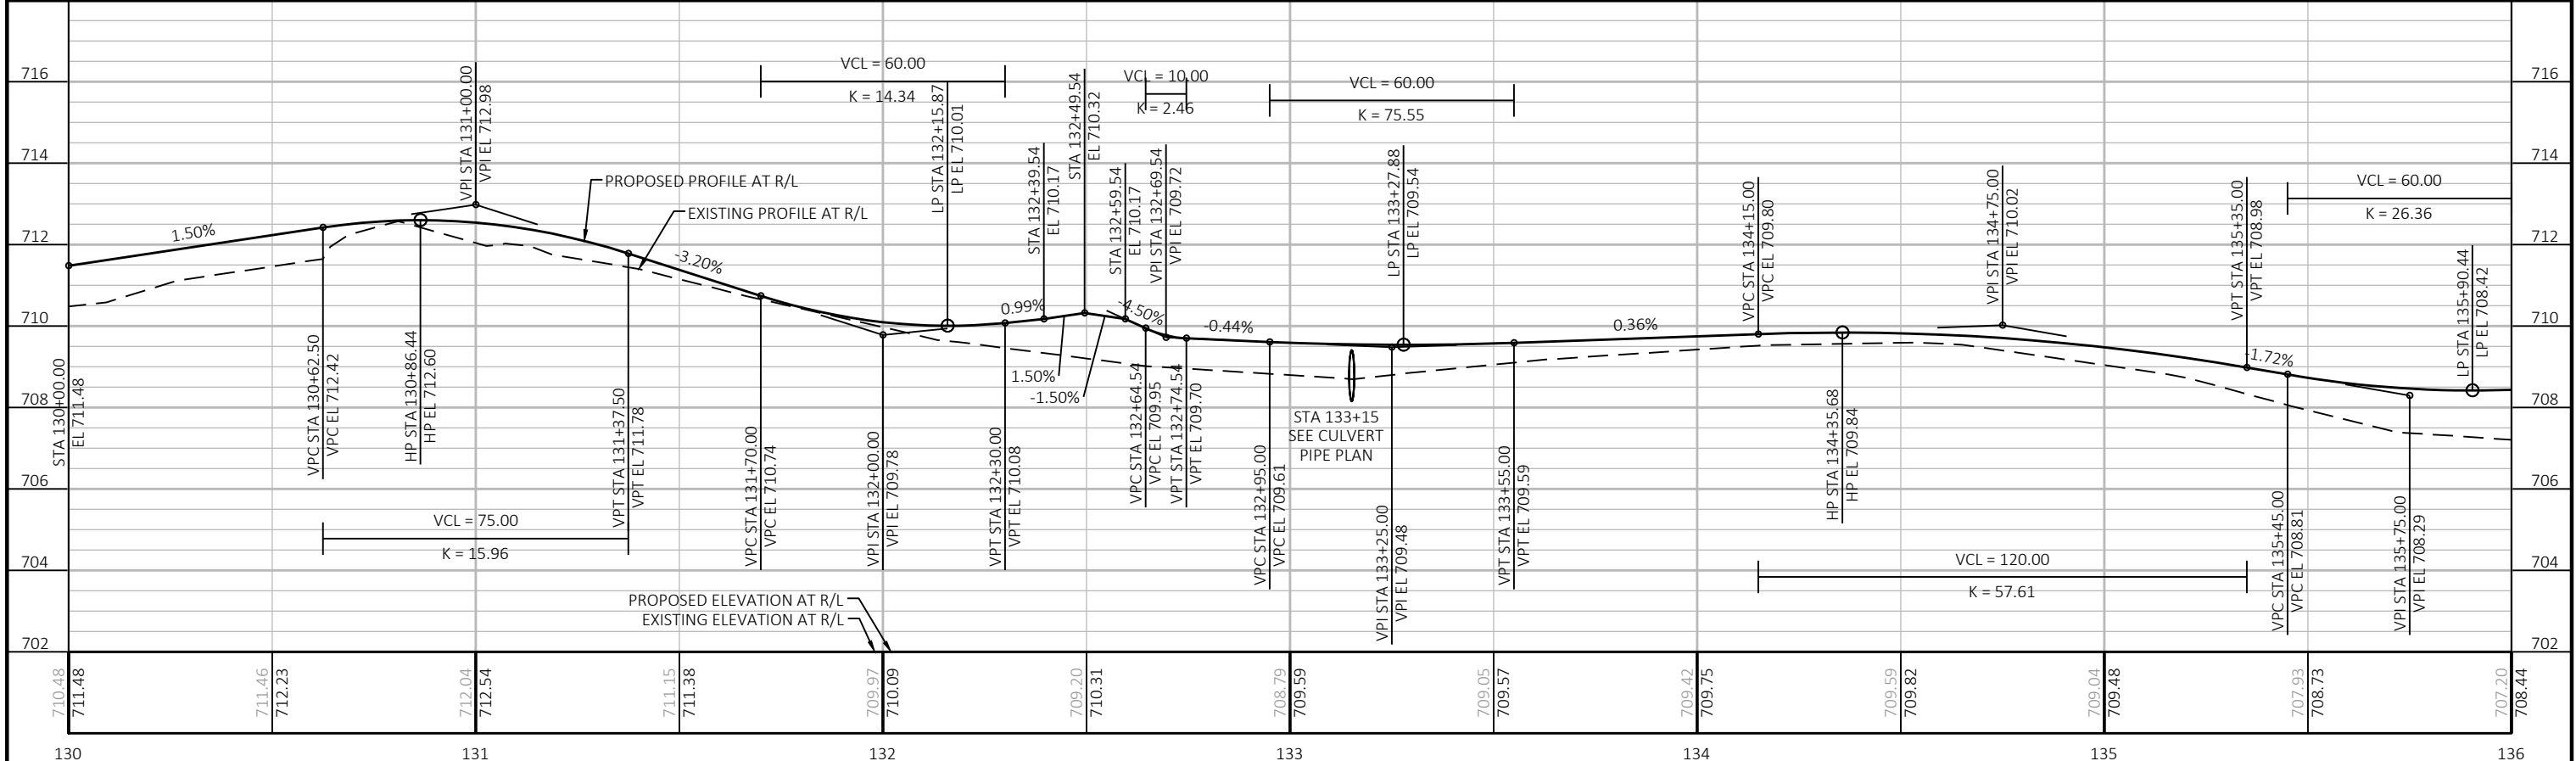 716
714
712
710
708
706
704
702
716
714
712
710
708
706
704
702
STA 130+00.00
EL 711.48
1.50%
VPC STA 130+62.50
VPC EL 712.42
HP STA 130+86.44
HP EL 712.60
VPI STA 131+00.00
VPI EL 712.98
VPT STA 131+37.50
VPT EL 711.78
VCL = 75.00
K = 15.96
PROPOSED PROFILE AT R/L
EXISTING PROFILE AT R/L
-3.20%
VPC STA 131+70.00
VPC EL 710.74
VCL = 60.00
K = 14.34
VPI STA 132+00.00
VPI EL 709.78
LP STA 132+15.87
LP EL 710.01
VPT STA 132+30.00
VPT EL 710.08
0.99%
STA 132+39.54
EL 710.17
STA 132+49.54
EL 710.32
1.50%
-1.50%
STA 132+59.54
EL 710.17
-4.50%
VCL = 10.00
K = 2.46
VPC STA 132+64.54
VPC EL 709.95
VPI STA 132+69.54
VPI EL 709.72
VPT STA 132+74.54
VPT EL 709.70
-0.44%
VPC STA 132+95.00
VPC EL 709.61
VCL = 60.00
K = 75.55
STA 133+15
SEE CULVERT
PIPE PLAN
VPI STA 133+25.00
VPI EL 709.48
LP STA 133+27.88
LP EL 709.54
VPT STA 133+55.00
VPT EL 709.59
0.36%
VPC STA 134+15.00
VPC EL 709.80
HP STA 134+35.68
HP EL 709.84
VPI STA 134+75.00
VPI EL 710.02
VCL = 120.00
K = 57.61
VPT STA 135+35.00
VPT EL 708.98
-1.72%
VPC STA 135+45.00
VPC EL 708.81
VCL = 60.00
K = 26.36
VPI STA 135+75.00
VPI EL 708.29
LP STA 135+90.44
LP EL 708.42
PROPOSED ELEVATION AT R/L
EXISTING ELEVATION AT R/L
710.48
711.48
711.46
712.23
712.04
712.54
711.15
711.38
709.97
710.09
709.20
710.31
708.79
709.59
709.05
709.57
709.42
709.75
709.59
709.82
709.04
709.48
707.93
708.73
707.20
708.44
130
131
132
133
134
135
136